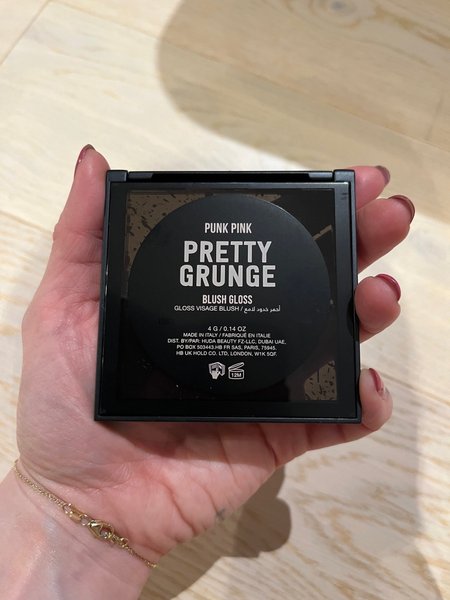 PUNK PINK
PRETTY
GRUNGE
BLUSH GLOSS
GLOSS VISAGE BLUSH / أحمر خدود لامع
4 G / 0.14 OZ
MADE IN ITALY / FABRIQUÉ EN ITALIE
DIST. BY/PAR: HUDA BEAUTY FZ-LLC, DUBAI UAE,
PO BOX 503443.HB FR SAS, PARIS, 75945.
HB UK HOLD CO. LTD, LONDON, W1K 5QF.
12M